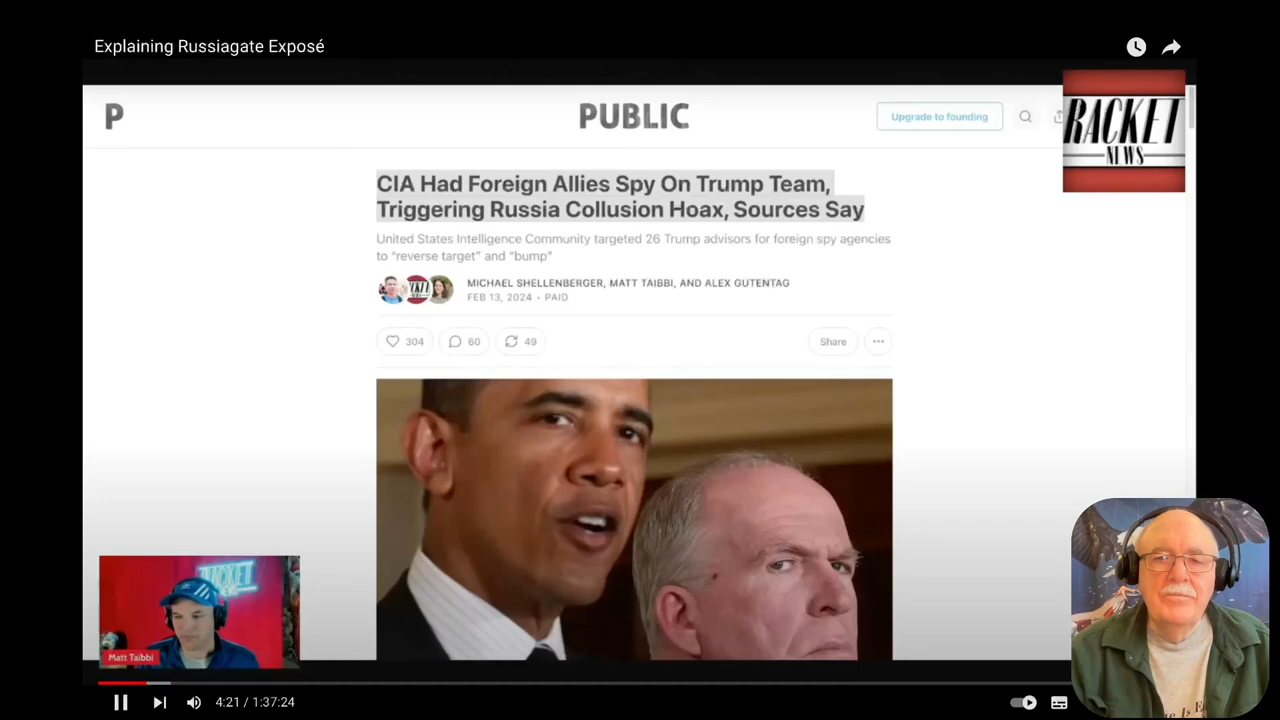 Explaining Russiagate Exposé
P
PUBLIC
Upgrade to founding
RACKET
NEWS
CIA Had Foreign Allies Spy On Trump Team,
Triggering Russia Collusion Hoax, Sources Say
United States Intelligence Community targeted 26 Trump advisors for foreign spy agencies
to “reverse target” and “bump”
MICHAEL SHELLENBERGER, MATT TAIBBI, AND ALEX GUTENTAG
FEB 13, 2024 • PAID
304
60
49
Share
RACKET
NEWS
Matt Taibbi
4:21 / 1:37:24